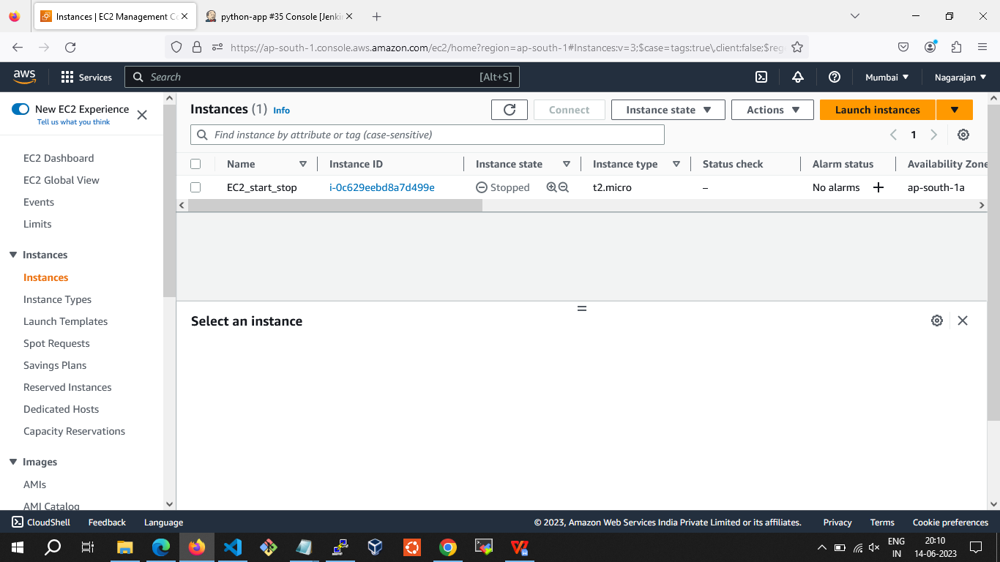 Instances | EC2 Management Co
python-app #35 Console [Jenkin
https://ap-south-1.console.aws.amazon.com/ec2/home?region=ap-south-1#Instances:v=3;$case=tags:true\,client:false;$reg
aws
Services
Search
[Alt+S]
Mumbai
Nagarajan
New EC2 Experience
Tell us what you think
EC2 Dashboard
EC2 Global View
Events
Limits
Instances
Instances
Instance Types
Launch Templates
Spot Requests
Savings Plans
Reserved Instances
Dedicated Hosts
Capacity Reservations
Images
AMIs
AMI Catalog
Instances (1) Info
Connect
Instance state
Actions
Launch instances
Find instance by attribute or tag (case-sensitive)
1
Name Instance ID Instance state Instance type Status check Alarm status Availability Zone
EC2_start_stop i-0c629eebd8a7d499e Stopped t2.micro – No alarms ap-south-1a
Select an instance
CloudShell Feedback Language © 2023, Amazon Web Services India Private Limited or its affiliates. Privacy Terms Cookie preferences
ENG
IN
20:10
14-06-2023